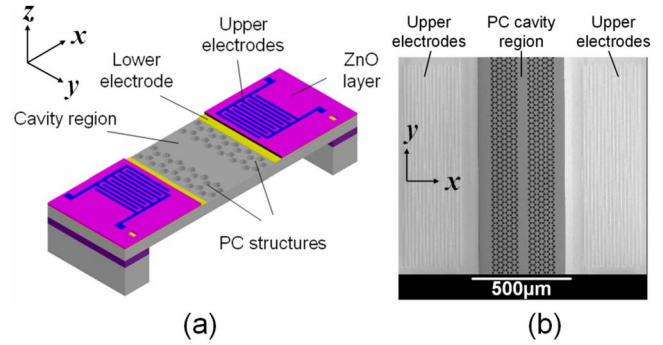 z
x
y
Lower
electrode
Upper
electrodes
ZnO
layer
Cavity region
PC structures
(a)
Upper
electrodes
PC cavity
region
Upper
electrodes
y
x
500µm
(b)